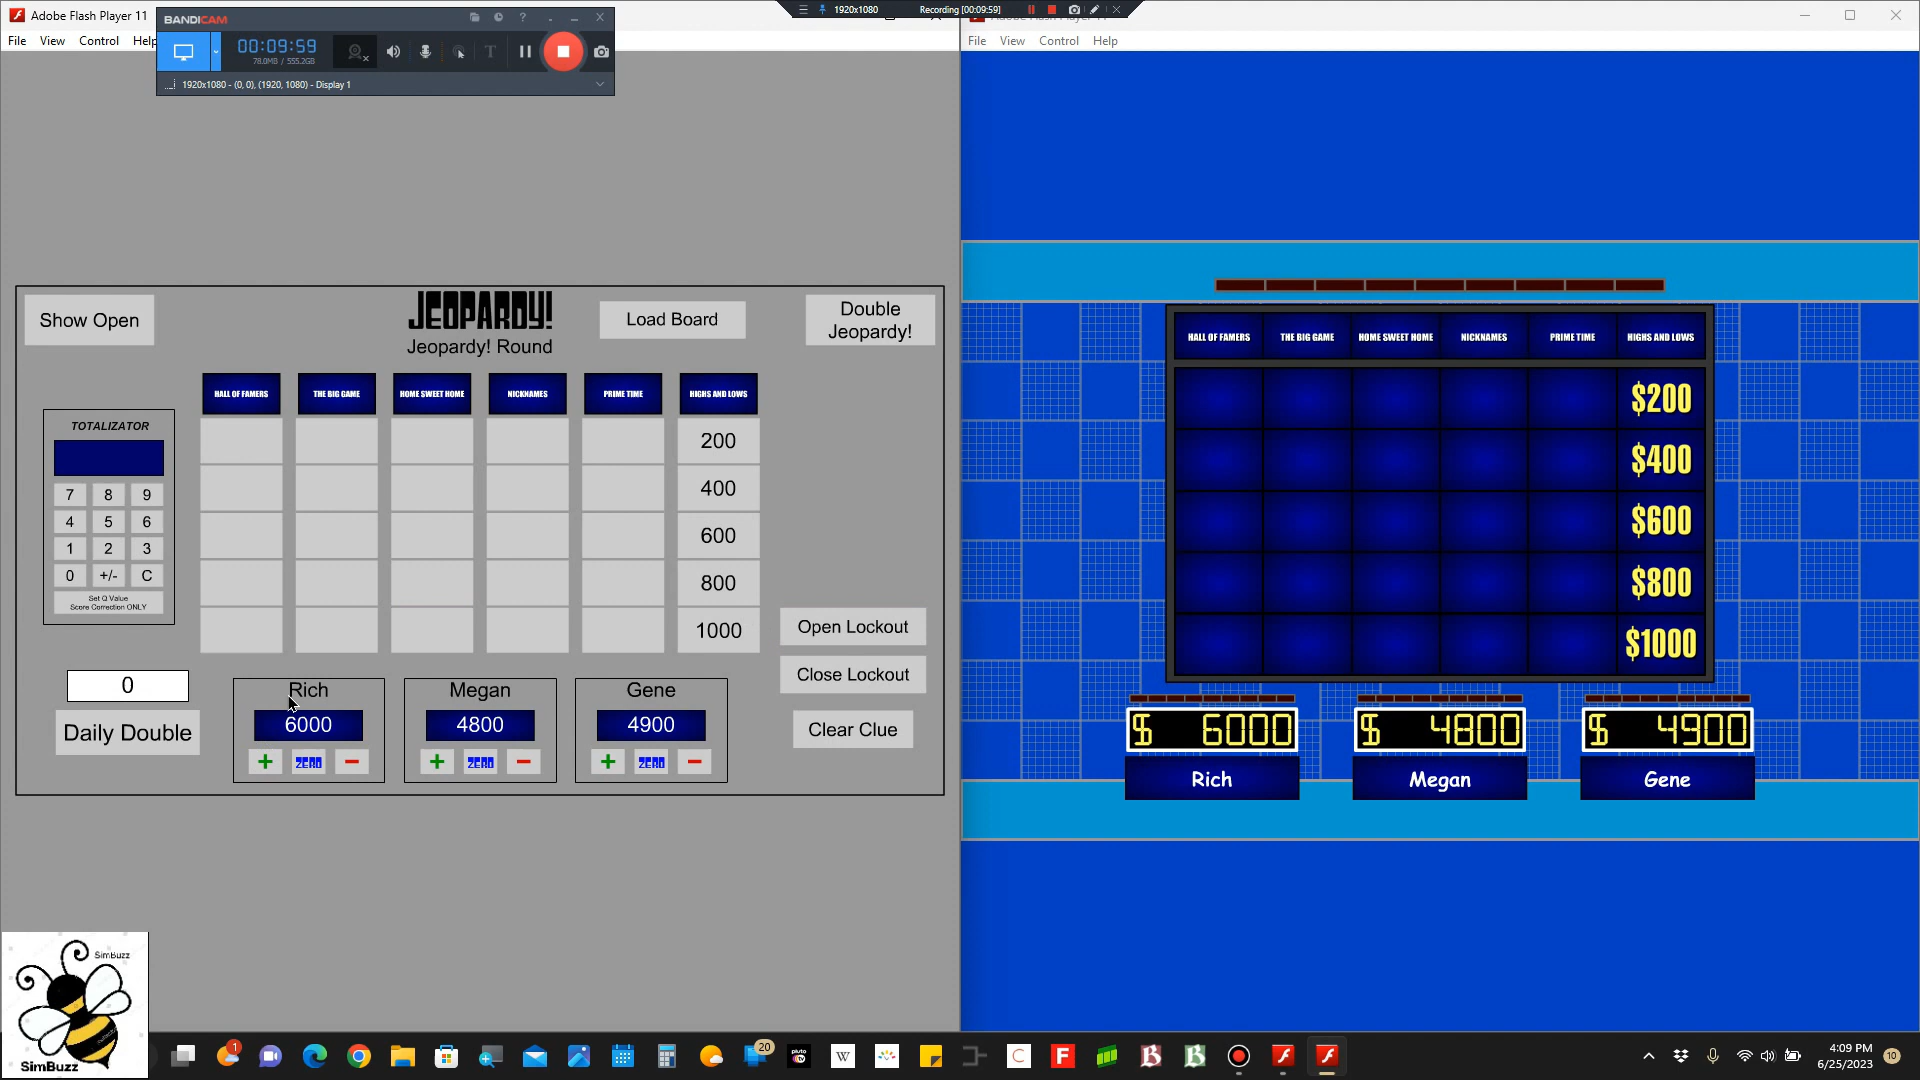 Adobe Flash Player 11
File View Control Help
BANDICAM
00:09:59
78.0MB / 555.2GB
1920x1080 - (0, 0), (1920, 1080) - Display 1
1920x1080 Recording [00:09:59]
File View Control Help
Show Open
JEOPARDY!
Jeopardy! Round
Load Board
Double
Jeopardy!
HALL OF FAMERS THE BIG GAME HOME SWEET HOME NICKNAMES PRIME TIME HIGHS AND LOWS
200
400
600
800
1000
TOTALIZATOR
7 8 9
4 5 6
1 2 3
0 +/- C
Set Q Value
Score Correction ONLY
0
Daily Double
Rich
6000
+ ZERO −
Megan
4800
+ ZERO −
Gene
4900
+ ZERO −
Open Lockout
Close Lockout
Clear Clue
HALL OF FAMERS THE BIG GAME HOME SWEET HOME NICKNAMES PRIME TIME HIGHS AND LOWS
$200
$400
$600
$800
$1000
$ 6000 $ 4800 $ 4900
Rich Megan Gene
SimBuzz
SimBuzz
1
20
pluto tv
W
C
F
B
B
4:09 PM
6/25/2023
10